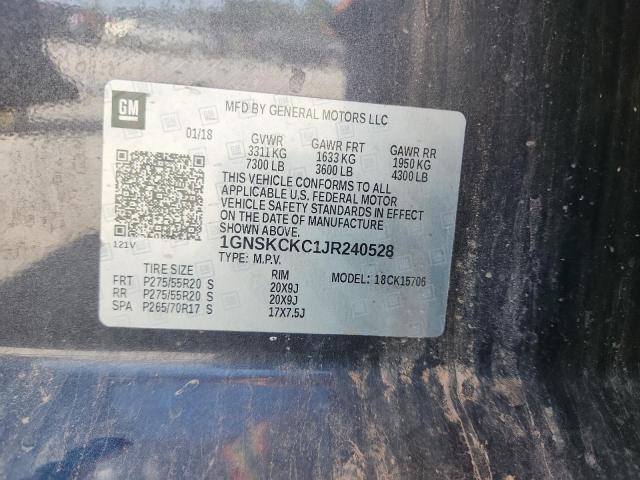 GM
MFD BY GENERAL MOTORS LLC
01/18
GVWR GAWR FRT GAWR RR
3311 KG 1633 KG 1950 KG
7300 LB 3600 LB 4300 LB
THIS VEHICLE CONFORMS TO ALL
APPLICABLE U.S. FEDERAL MOTOR
VEHICLE SAFETY STANDARDS IN EFFECT
ON THE DATE OF MANUFACTURE
SHOWN ABOVE.
121V
1GNSKCKC1JR240528
TYPE: M.P.V.
TIRE SIZE RIM MODEL: 18CK15706
FRT P275/55R20 S 20X9J
RR P275/55R20 S 20X9J
SPA P265/70R17 S 17X7.5J